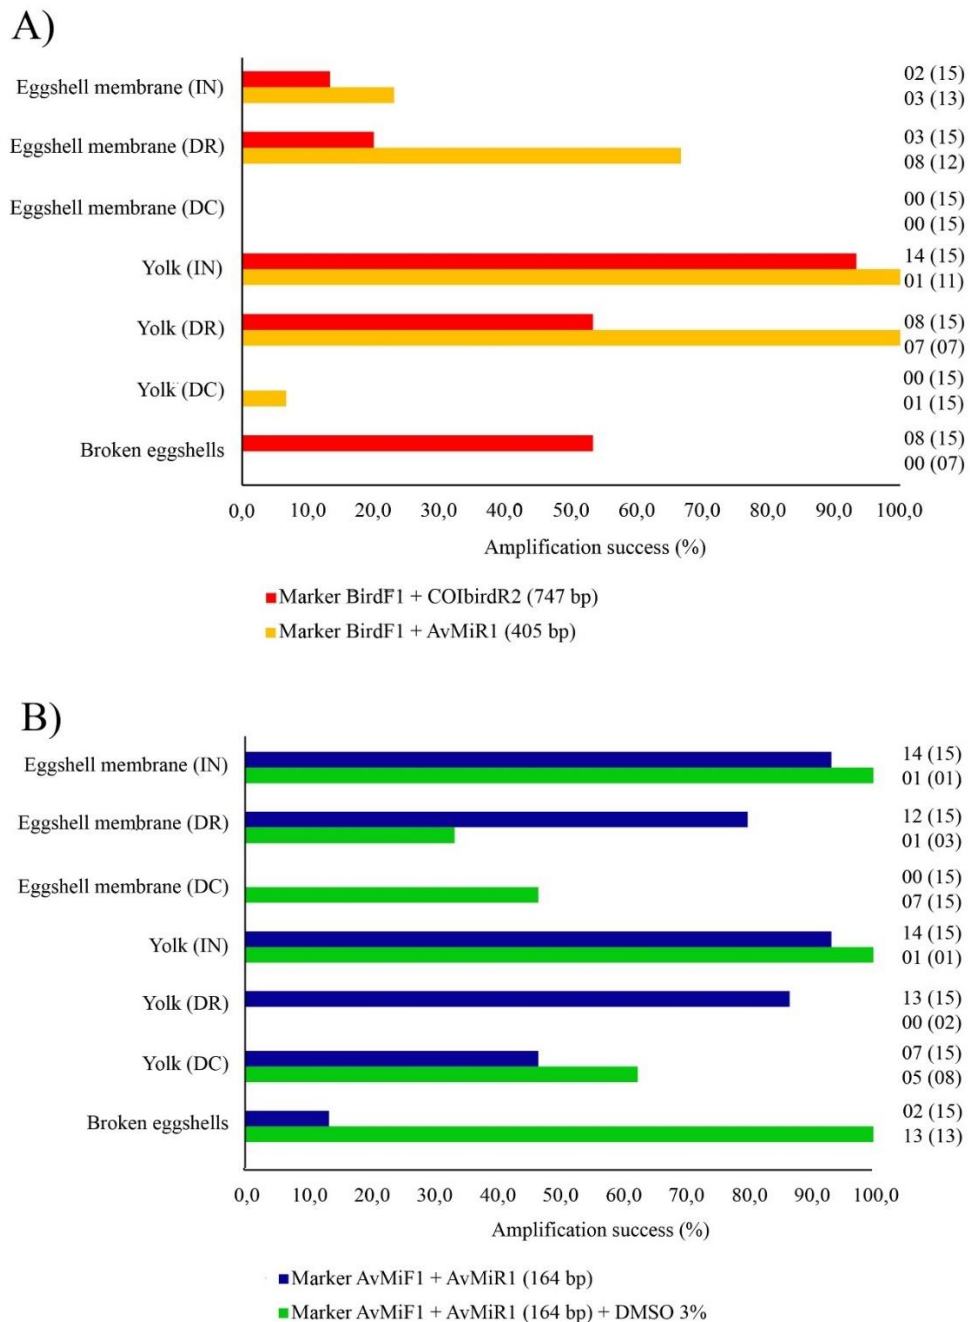 A)
Eggshell membrane (IN) 02 (15)
03 (13)
Eggshell membrane (DR) 03 (15)
08 (12)
Eggshell membrane (DC) 00 (15)
00 (15)
Yolk (IN) 14 (15)
01 (11)
Yolk (DR) 08 (15)
07 (07)
Yolk (DC) 00 (15)
01 (15)
Broken eggshells 08 (15)
00 (07)
0,0 10,0 20,0 30,0 40,0 50,0 60,0 70,0 80,0 90,0 100,0
Amplification success (%)
Marker BirdF1 + COIbirdR2 (747 bp)
Marker BirdF1 + AvMiR1 (405 bp)
B)
Eggshell membrane (IN) 14 (15)
01 (01)
Eggshell membrane (DR) 12 (15)
01 (03)
Eggshell membrane (DC) 00 (15)
07 (15)
Yolk (IN) 14 (15)
01 (01)
Yolk (DR) 13 (15)
00 (02)
Yolk (DC) 07 (15)
05 (08)
Broken eggshells 02 (15)
13 (13)
0,0 10,0 20,0 30,0 40,0 50,0 60,0 70,0 80,0 90,0 100,0
Amplification success (%)
Marker AvMiF1 + AvMiR1 (164 bp)
Marker AvMiF1 + AvMiR1 (164 bp) + DMSO 3%